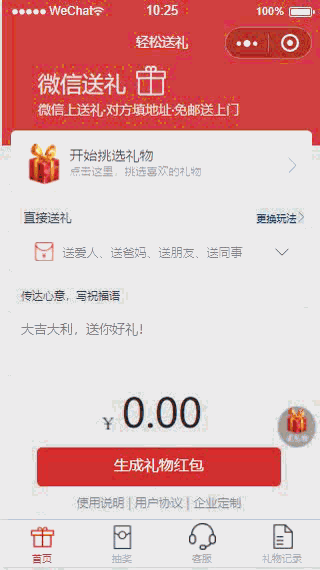 WeChat 10:25 100%
轻松送礼
微信送礼
微信上送礼·对方填地址·免邮送上门
开始挑选礼物
点击这里，挑选喜欢的礼物
直接送礼 更换玩法
送爱人、送爸妈、送朋友、送同事
传达心意，写祝福语
大吉大利，送你好礼！
¥ 0.00
生成礼物红包
使用说明 | 用户协议 | 企业定制
首页 抽奖 客服 礼物记录